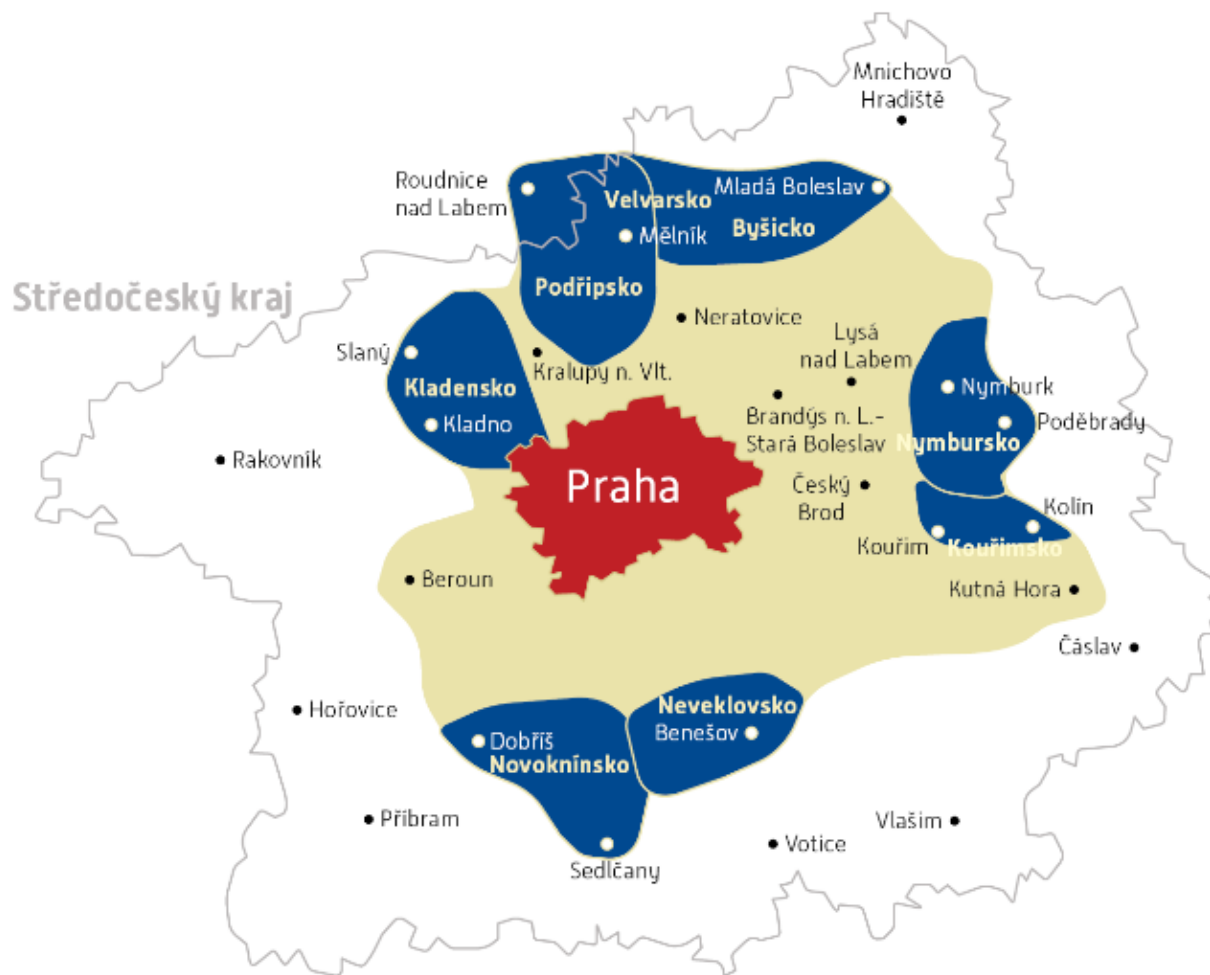 Mnichovo
Hradiště
Roudnice
nad Labem
Velvarsko
Mladá Boleslav
Byšicko
Mělník
Podřipsko
Středočeský kraj
Neratovice
Slaný
Kralupy n. Vlt.
Lysá
nad Labem
Kladensko
Kladno
Nymburk
Brandýs n. L.-
Stará Boleslav
Poděbrady
Nymbursko
Rakovník
Praha
Český
Brod
Kolín
Kouřim
Kouřimsko
Beroun
Kutná Hora
Čáslav
Hořovice
Neveklovsko
Benešov
Dobříš
Novoknínsko
Příbram
Vlašim
Votice
Sedlčany